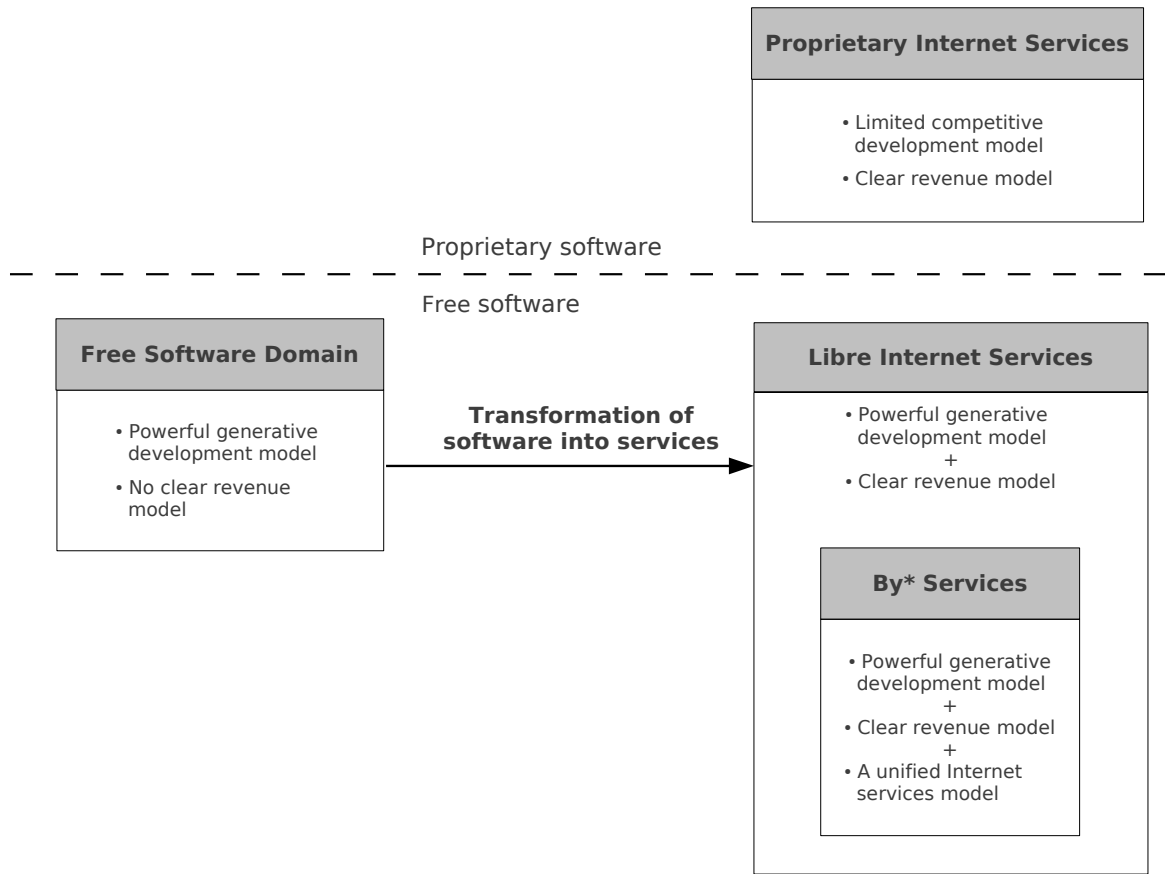 Proprietary Internet Services
• Limited competitive
development model
• Clear revenue model
Proprietary software
Free software
Free Software Domain
• Powerful generative
development model
• No clear revenue
model
Transformation of
software into services
Libre Internet Services
• Powerful generative
development model
+
• Clear revenue model
By* Services
• Powerful generative
development model
+
• Clear revenue model
+
• A unified Internet
services model